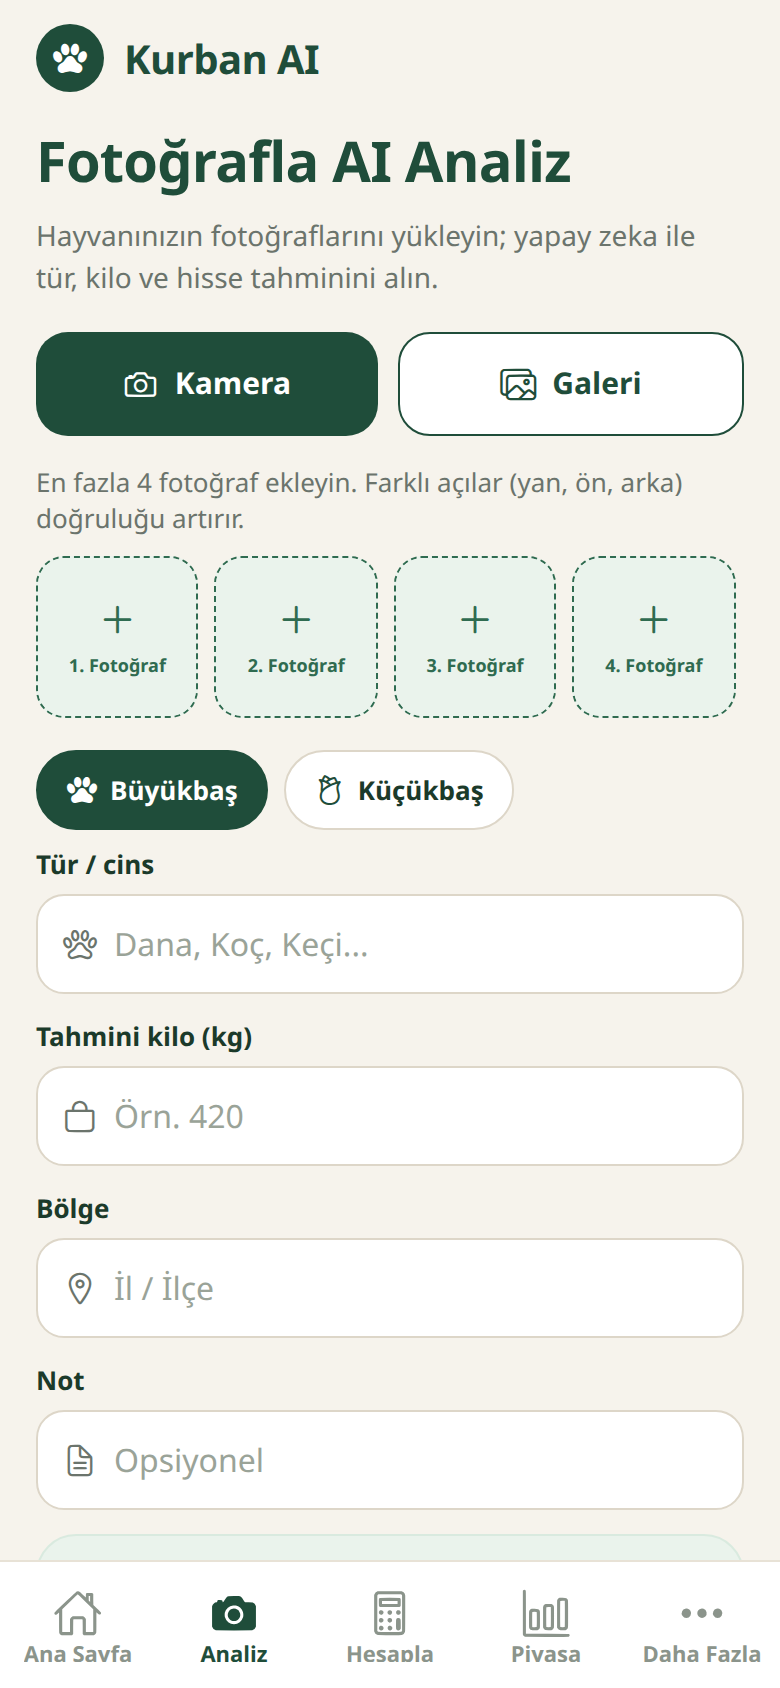 Kurban AI
Fotoğrafla AI Analiz
Hayvanınızın fotoğraflarını yükleyin; yapay zeka ile
tür, kilo ve hisse tahminini alın.
Kamera
Galeri
En fazla 4 fotoğraf ekleyin. Farklı açılar (yan, ön, arka)
doğruluğu artırır.
1. Fotoğraf
2. Fotoğraf
3. Fotoğraf
4. Fotoğraf
Büyükbaş
Küçükbaş
Tür / cins
Dana, Koç, Keçi...
Tahmini kilo (kg)
Örn. 420
Bölge
İl / İlçe
Not
Opsiyonel
Ana Sayfa
Analiz
Hesapla
Piyasa
Daha Fazla